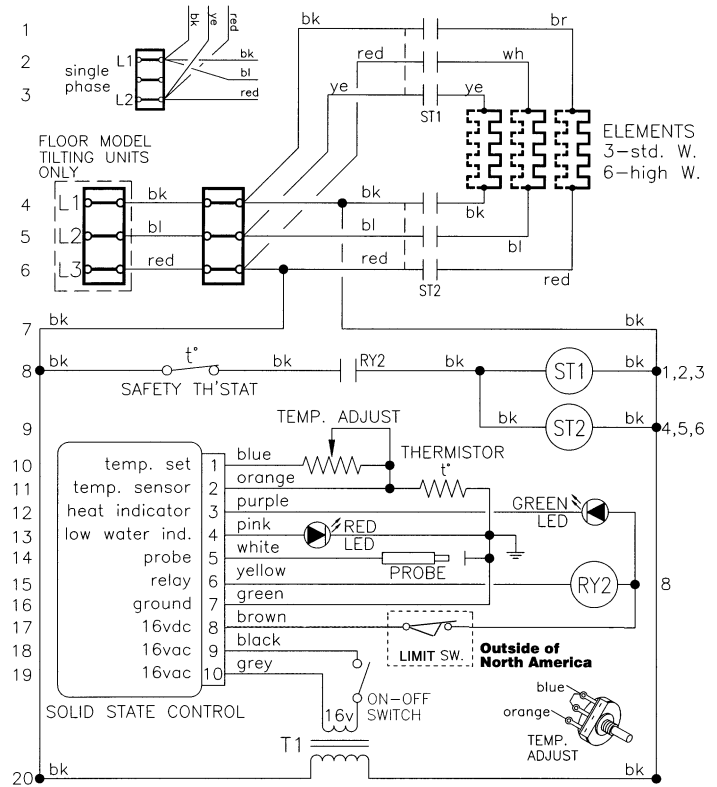 1
bk
ye
red
bk
br
2
single
phase
L1
bk
bl
red
wh
3
L2
red
ye
ye
ST1
FLOOR MODEL
TILTING UNITS
ONLY
ELEMENTS
3-std. W.
6-high W.
4
L1
bk
bk
bk
5
L2
bl
bl
bl
6
L3
red
red
red
ST2
7
bk
bk
8
bk
t°
SAFETY TH'STAT
bk
RY2
bk
ST1
bk
1,2,3
9
bk
ST2
bk
4,5,6
TEMP. ADJUST
THERMISTOR
t°
10
temp. set
1
blue
11
temp. sensor
2
orange
12
heat indicator
3
purple
GREEN
LED
13
low water ind.
4
pink
RED
LED
14
probe
5
white
PROBE
15
relay
6
yellow
RY2
8
16
ground
7
green
17
16vdc
8
brown
LIMIT SW.
Outside of
North America
18
16vac
9
black
19
16vac
10
grey
SOLID STATE CONTROL
ON-OFF
SWITCH
16v
T1
blue
orange
TEMP.
ADJUST
20
bk
bk